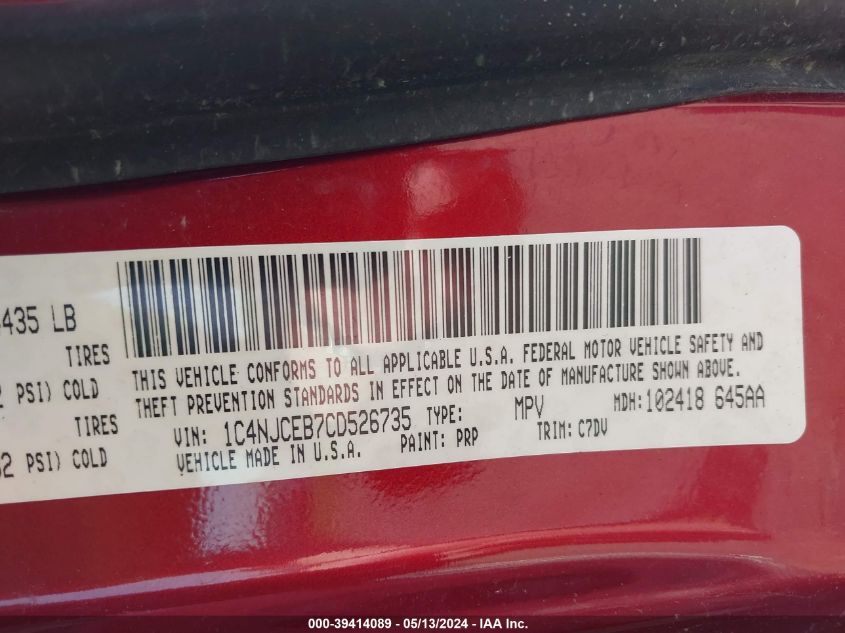 435 LB
TIRES
PSI) COLD
TIRES
PSI) COLD
THIS VEHICLE CONFORMS TO ALL APPLICABLE U.S.A. FEDERAL MOTOR VEHICLE SAFETY AND
THEFT PREVENTION STANDARDS IN EFFECT ON THE DATE OF MANUFACTURE SHOWN ABOVE.
VIN: 1C4NJCEB7CD526735 TYPE: MPV MDH:102418 645AA
VEHICLE MADE IN U.S.A. PAINT: PRP TRIM: C7DV
000-39414089 - 05/13/2024 - IAA Inc.